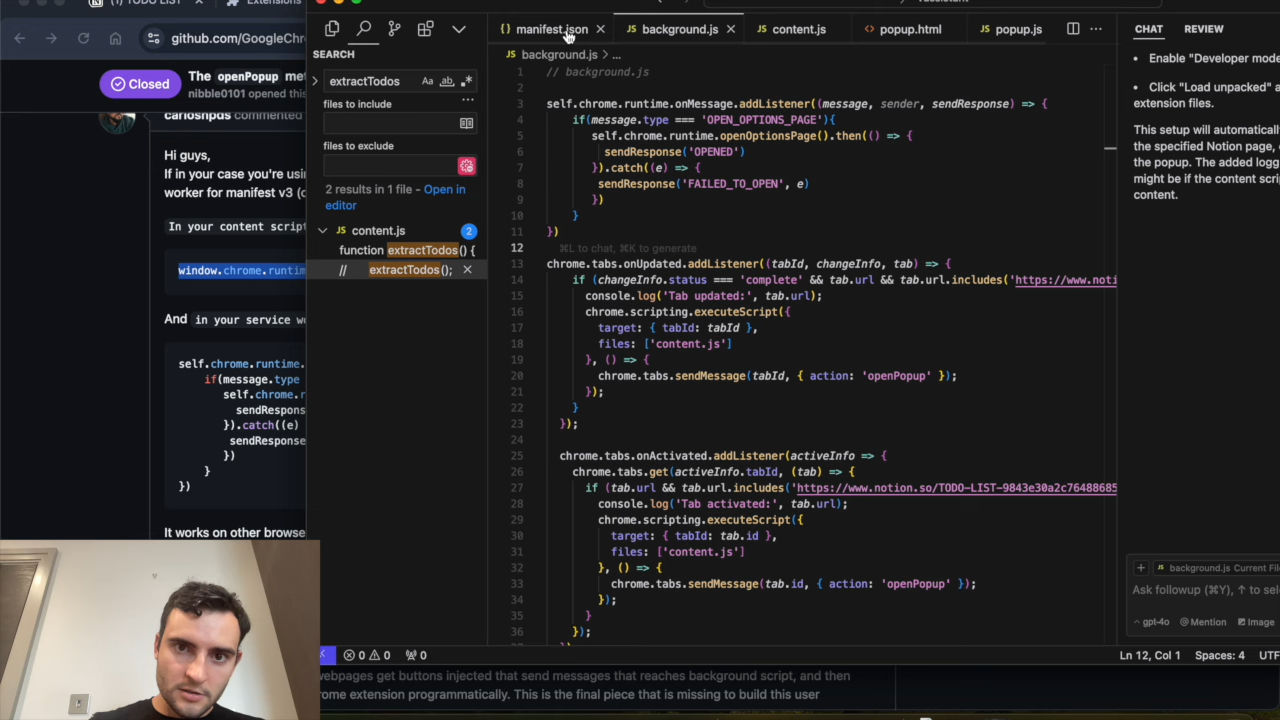 TODO LIST
Extensions
github.com/GoogleChr
Closed
The openPopup met
nibble0101 opened this
carloshpds commented
Hi guys,
If in your case you're using
worker for manifest v3 (
In your content script
window.chrome.runtim
And in your service w
self.chrome.runtime.
if(message.type
self.chrome.r
sendRespons
}).catch((e)
sendRespons
})
}
})
It works on other browse
SEARCH
extractTodos
Aa ab
files to include
files to exclude
2 results in 1 file - Open in
editor
JS content.js 2
function extractTodos() {
// extractTodos();
{ } manifest.json
JS background.js
JS content.js
<> popup.html
JS popup.js
JS background.js > ...
1 // background.js
2
3 self.chrome.runtime.onMessage.addListener((message, sender, sendResponse) => {
4 if(message.type === 'OPEN_OPTIONS_PAGE'){
5 self.chrome.runtime.openOptionsPage().then(() => {
6 sendResponse('OPENED')
7 }).catch((e) => {
8 sendResponse('FAILED_TO_OPEN', e)
9 })
10 }
11 })
12 ⌘L to chat, ⌘K to generate
13 chrome.tabs.onUpdated.addListener((tabId, changeInfo, tab) => {
14 if (changeInfo.status === 'complete' && tab.url && tab.url.includes('https://www.noti
15 console.log('Tab updated:', tab.url);
16 chrome.scripting.executeScript({
17 target: { tabId: tabId },
18 files: ['content.js']
19 }, () => {
20 chrome.tabs.sendMessage(tabId, { action: 'openPopup' });
21 });
22 }
23 });
24
25 chrome.tabs.onActivated.addListener(activeInfo => {
26 chrome.tabs.get(activeInfo.tabId, (tab) => {
27 if (tab.url && tab.url.includes('https://www.notion.so/TODO-LIST-9843e30a2c76488685
28 console.log('Tab activated:', tab.url);
29 chrome.scripting.executeScript({
30 target: { tabId: tab.id },
31 files: ['content.js']
32 }, () => {
33 chrome.tabs.sendMessage(tab.id, { action: 'openPopup' });
34 });
35 }
36 });
CHAT REVIEW
• Enable "Developer mode
• Click "Load unpacked" a
extension files.
This setup will automaticall
the specified Notion page,
the popup. The added logg
might be if the content scri
content.
+ JS background.js Current Fil
Ask followup (⌘Y), ↑ to sel
^ gpt-4o @ Mention Image
0 0 0
Ln 12, Col 1 Spaces: 4 UTF
webpages get buttons injected that send messages that reaches background script, and then
rome extension programmatically. This is the final piece that is missing to build this user